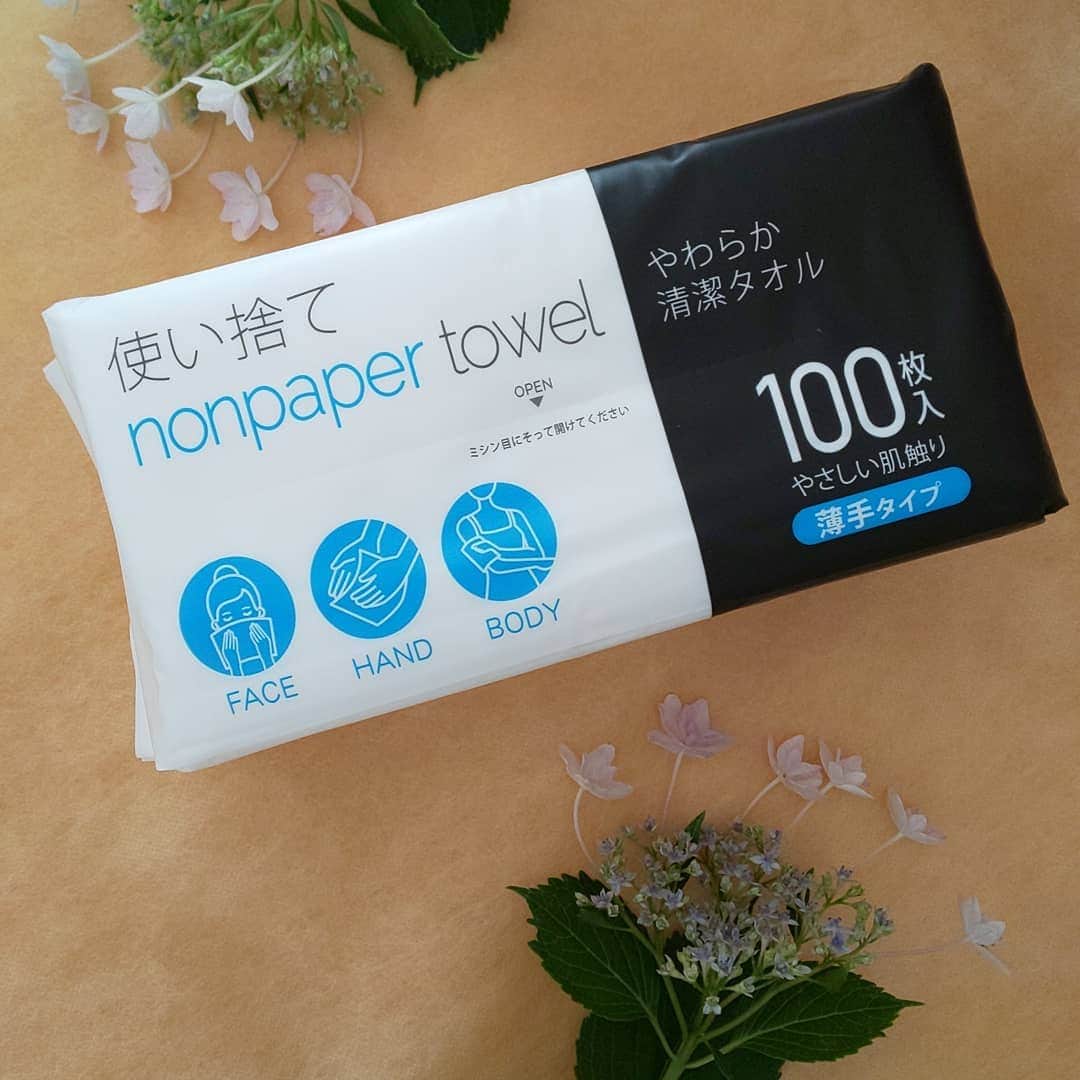 使い捨て
nonpaper towel
OPEN
ミシン目にそって開けてください
FACE
HAND
BODY
やわらか
清潔タオル
100枚入
やさしい肌触り
薄手タイプ